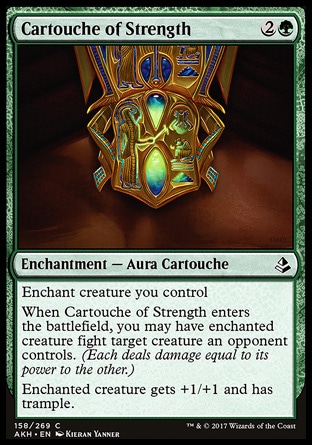 Cartouche of Strength 2
Enchantment — Aura Cartouche
Enchant creature you control
When Cartouche of Strength enters
the battlefield, you may have enchanted
creature fight target creature an opponent
controls. (Each deals damage equal to its
power to the other.)
Enchanted creature gets +1/+1 and has
trample.
158/269 C
AKH • EN Kieran Yanner ™ & © 2017 Wizards of the Coast